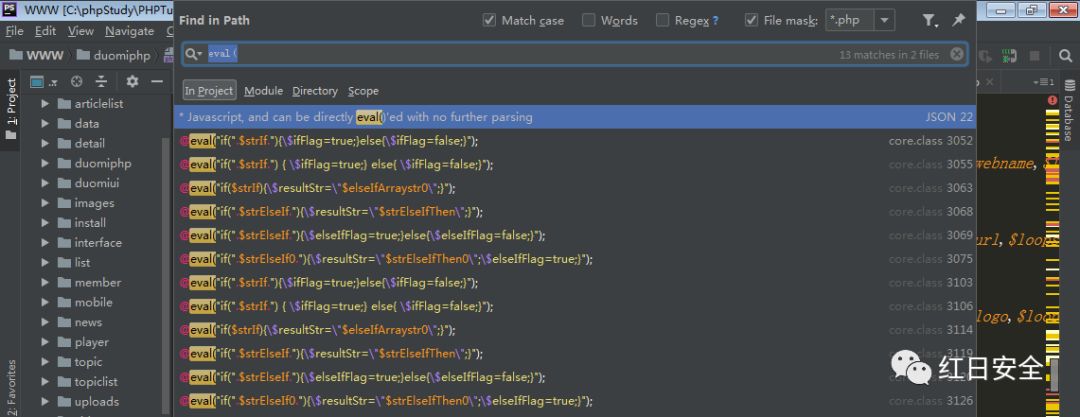 WWW [C:\phpStudy\PHPTu
File Edit View Navigate C
WWW duomiphp
1: Project
2: Favorites
articlelist
data
detail
duomiphp
duomiui
images
install
interface
list
member
mobile
news
player
topic
topiclist
uploads
Find in Path
Match case Words Regex ? File mask: *.php
eval( 13 matches in 2 files
In Project Module Directory Scope
* Javascript, and can be directly eval()'ed with no further parsing JSON 22
@eval("if(".$strIf."){\$ifFlag=true;}else{\$ifFlag=false;}"); core.class 3052
@eval("if(".$strIf.") { \$ifFlag=true;} else{ \$ifFlag=false;}"); core.class 3055
@eval("if($strIf){\$resultStr=\"$elseIfArraystr0\";}"); core.class 3063
@eval("if(".$strElseIf."){\$resultStr=\"$strElseIfThen\";}"); core.class 3068
@eval("if(".$strElseIf."){\$elseIfFlag=true;}else{\$elseIfFlag=false;}"); core.class 3069
@eval("if(".$strElseIf0."){\$resultStr=\"$strElseIfThen0\";\$elseIfFlag=true;}"); core.class 3075
@eval("if(".$strIf."){\$ifFlag=true;}else{\$ifFlag=false;}"); core.class 3103
@eval("if(".$strIf.") { \$ifFlag=true;} else{ \$ifFlag=false;}"); core.class 3106
@eval("if($strIf){\$resultStr=\"$elseIfArraystr0\";}"); core.class 3114
@eval("if(".$strElseIf."){\$resultStr=\"$strElseIfThen\";}"); core.class 3119
@eval("if(".$strElseIf."){\$elseIfFlag=true;}else{\$elseIfFlag=false;}"); core.class
@eval("if(".$strElseIf0."){\$resultStr=\"$strElseIfThen0\";\$elseIfFlag=true;}"); core.class 3126
webname,
url,$loops
logo,$loop
Database
红日安全